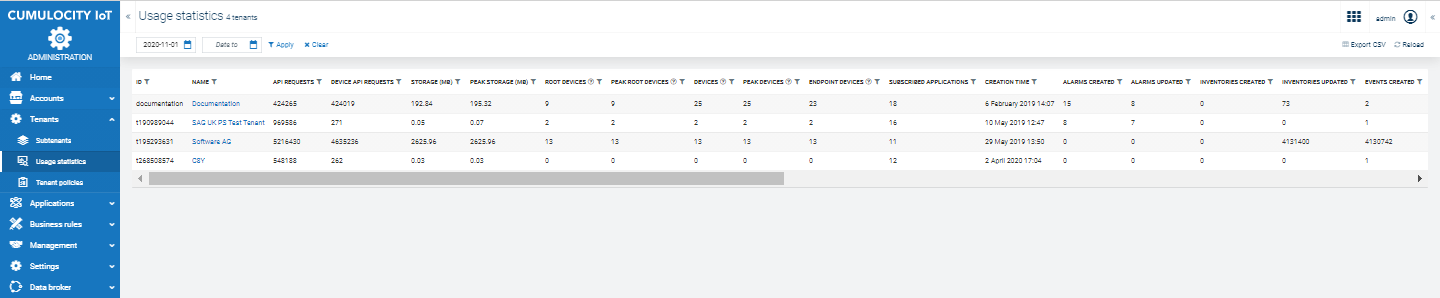 CUMULOCITY IoT
ADMINISTRATION
Home
Accounts
Tenants
Subtenants
Usage statistics
Tenant policies
Applications
Business rules
Management
Settings
Data broker
Usage statistics 4 tenants
admin
2020-11-01 Date to Apply Clear
Export CSV Reload
ID NAME API REQUESTS DEVICE API REQUESTS STORAGE (MB) PEAK STORAGE (MB) ROOT DEVICES PEAK ROOT DEVICES DEVICES PEAK DEVICES ENDPOINT DEVICES SUBSCRIBED APPLICATIONS CREATION TIME ALARMS CREATED ALARMS UPDATED INVENTORIES CREATED INVENTORIES UPDATED EVENTS CREATED
documentation Documentation 424265 424019 192.84 195.32 9 9 25 25 23 18 6 February 2019 14:07 15 8 0 73 2
t190989044 SAG UK PS Test Tenant 969586 271 0.05 0.07 2 2 2 2 2 16 10 May 2019 12:47 8 7 0 0 1
t195293631 Software AG 5216430 4635236 2625.96 2625.96 13 13 13 13 13 11 29 May 2019 13:50 0 0 0 4131400 4130742
t268508574 C8Y 548188 262 0.03 0.03 0 0 0 0 0 12 2 April 2020 17:04 0 0 0 0 1